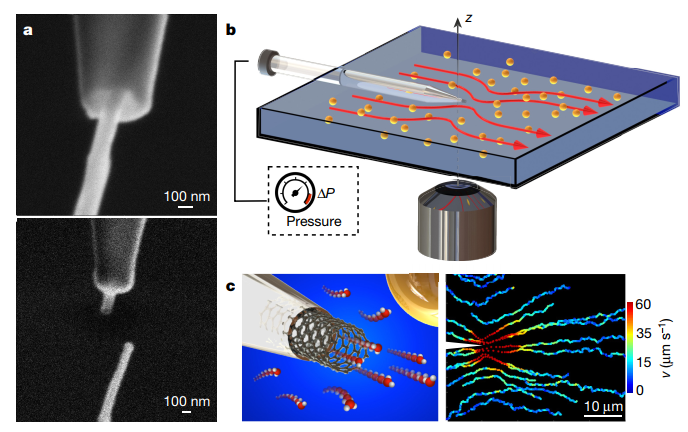 a
100 nm
100 nm
b
z
ΔP
Pressure
c
60
35
15
0
v (μm s⁻¹)
10 μm